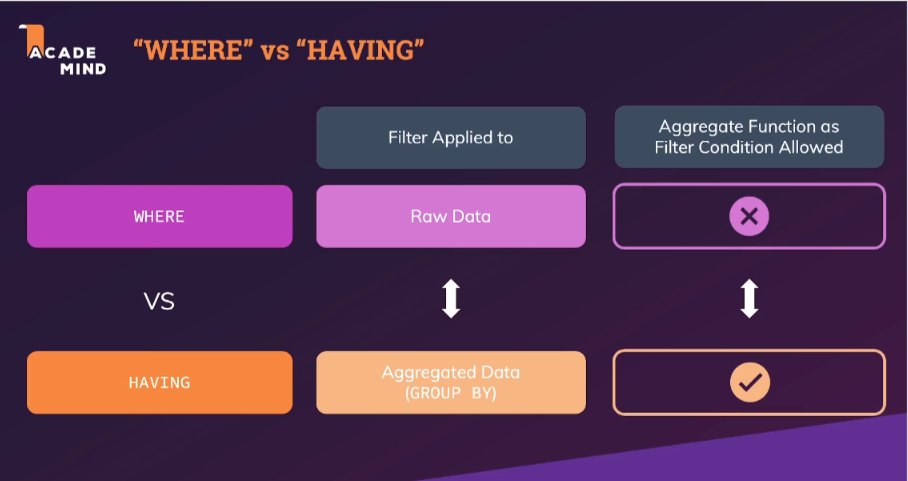 ACADE
MIND
“WHERE” vs “HAVING”
Filter Applied to
Aggregate Function as
Filter Condition Allowed
WHERE
Raw Data
VS
HAVING
Aggregated Data
(GROUP BY)